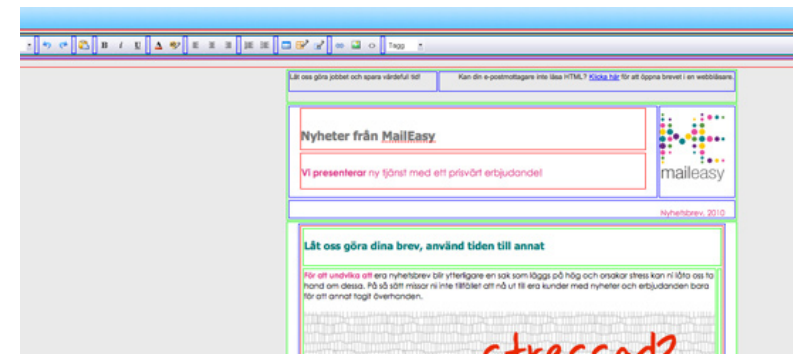 B I U A Tagg
Låt oss göra jobbet och spara värdefull tid!
Kan din e-postmottagare inte läsa HTML? Klicka här för att öppna brevet i en webbläsare.
Nyheter från MailEasy
Vi presenterar ny tjänst med ett prisvärt erbjudande!
maileasy
Nyhetsbrev, 2010
Låt oss göra dina brev, använd tiden till annat
För att undvika att era nyhetsbrev blir ytterligare en sak som läggs på hög och orsakar stress kan ni låta oss ta
hand om dessa. På så sätt missar ni inte tillfället att nå ut till era kunder med nyheter och erbjudanden bara
för att annat tagit överhanden.
stressad?